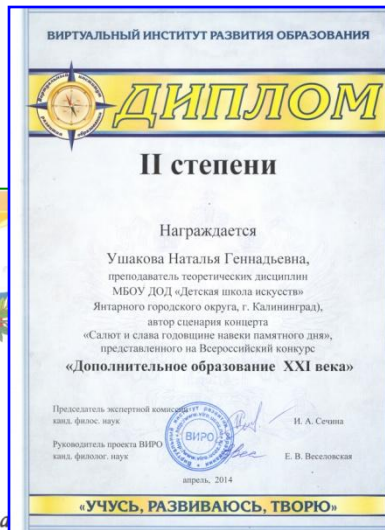 ВИРТУАЛЬНЫЙ ИНСТИТУТ РАЗВИТИЯ ОБРАЗОВАНИЯ
ДИПЛОМ
II степени
Награждается
Ушакова Наталья Геннадьевна,
преподаватель теоретических дисциплин
МБОУ ДОД «Детская школа искусств»
Янтарного городского округа, г. Калининград),
автор сценария концерта
«Салют и слава годовщине навеки памятного дня»,
представленного на Всероссийский конкурс
«Дополнительное образование XXI века»
Председатель экспертной комиссии
канд. филос. наук
И. А. Сечина
ВИРО
Руководитель проекта ВИРО
канд. филолог. наук
Е. В. Веселовская
апрель, 2014
«УЧУСЬ, РАЗВИВАЮСЬ, ТВОРЮ»